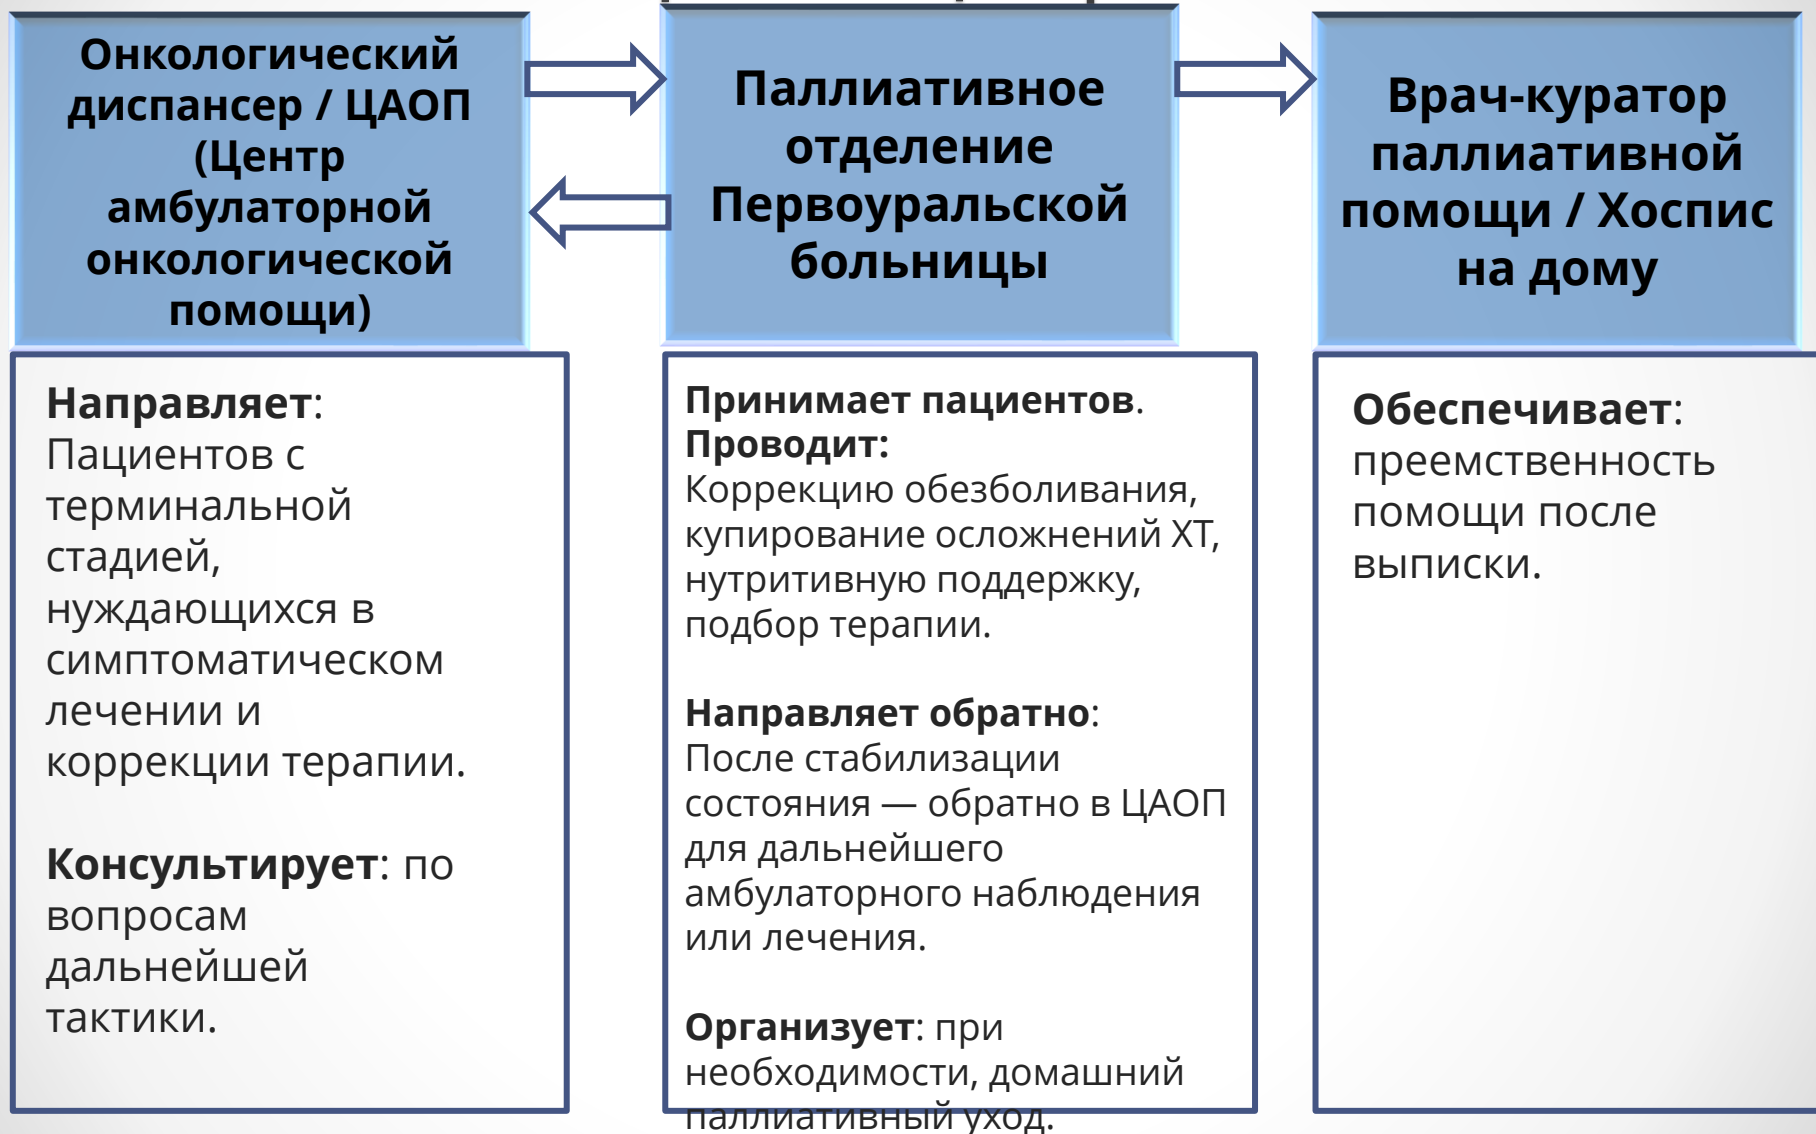 Онкологический
диспансер / ЦАОП
(Центр
амбулаторной
онкологической
помощи)
Паллиативное
отделение
Первоуральской
больницы
Врач-куратор
паллиативной
помощи / Хоспис
на дому
Направляет:
Пациентов с
терминальной
стадией,
нуждающихся в
симптоматическом
лечении и
коррекции терапии.
Консультирует: по
вопросам
дальнейшей
тактики.
Принимает пациентов.
Проводит:
Коррекцию обезболивания,
купирование осложнений ХТ,
нутритивную поддержку,
подбор терапии.
Направляет обратно:
После стабилизации
состояния — обратно в ЦАОП
для дальнейшего
амбулаторного наблюдения
или лечения.
Организует: при
необходимости, домашний
паллиативный уход.
Обеспечивает:
преемственность
помощи после
выписки.